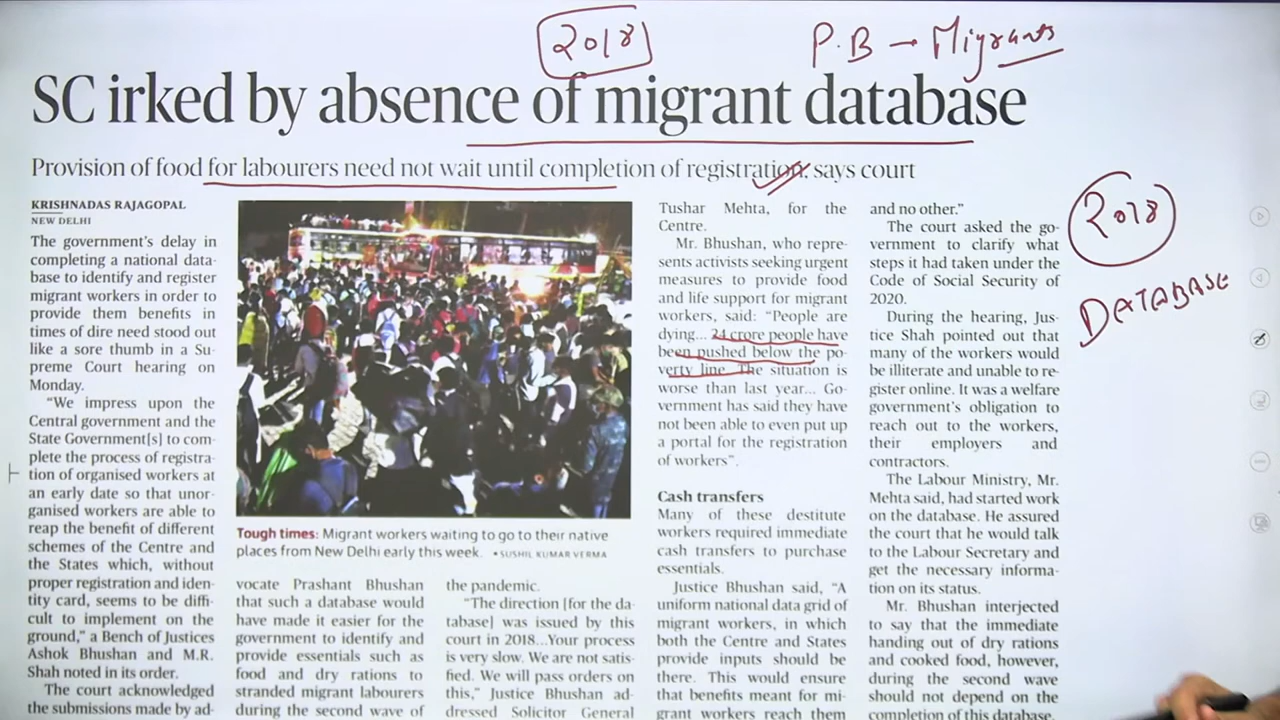 2018
P.B → Migrants
SC irked by absence of migrant database
Provision of food for labourers need not wait until completion of registration, says court
KRISHNADAS RAJAGOPAL
NEW DELHI
The government's delay in
completing a national data-
base to identify and register
migrant workers in order to
provide them benefits in
times of dire need stood out
like a sore thumb in a Su-
preme Court hearing on
Monday.
"We impress upon the
Central government and the
State Government[s] to com-
plete the process of registra-
tion of organised workers at
an early date so that unor-
ganised workers are able to
reap the benefit of different
schemes of the Centre and
the States which, without
proper registration and iden-
tity card, seems to be diffi-
cult to implement on the
ground," a Bench of Justices
Ashok Bhushan and M.R.
Shah noted in its order.
The court acknowledged
the submissions made by ad-
Tough times: Migrant workers waiting to go to their native
places from New Delhi early this week. • SUSHIL KUMAR VERMA
vocate Prashant Bhushan
that such a database would
have made it easier for the
government to identify and
provide essentials such as
food and dry rations to
stranded migrant labourers
during the second wave of
the pandemic.
"The direction [for the da-
tabase] was issued by this
court in 2018...Your process
is very slow. We are not satis-
fied. We will pass orders on
this," Justice Bhushan ad-
dressed Solicitor General
Tushar Mehta, for the
Centre.
Mr. Bhushan, who repre-
sents activists seeking urgent
measures to provide food
and life support for migrant
workers, said: "People are
dying... 24 crore people have
been pushed below the po-
verty line. The situation is
worse than last year... Go-
vernment has said they have
not been able to even put up
a portal for the registration
of workers".
Cash transfers
Many of these destitute
workers required immediate
cash transfers to purchase
essentials.
Justice Bhushan said, "A
uniform national data grid of
migrant workers, in which
both the Centre and States
provide inputs should be
there. This would ensure
that benefits meant for mi-
grant workers reach them
and no other."
The court asked the go-
vernment to clarify what
steps it had taken under the
Code of Social Security of
2020.
During the hearing, Jus-
tice Shah pointed out that
many of the workers would
be illiterate and unable to re-
gister online. It was a welfare
government's obligation to
reach out to the workers,
their employers and
contractors.
The Labour Ministry, Mr.
Mehta said, had started work
on the database. He assured
the court that he would talk
to the Labour Secretary and
get the necessary informa-
tion on its status.
Mr. Bhushan interjected
to say that the immediate
handing out of dry rations
and cooked food, however,
during the second wave
should not depend on the
completion of this database.
2018
DATABASE